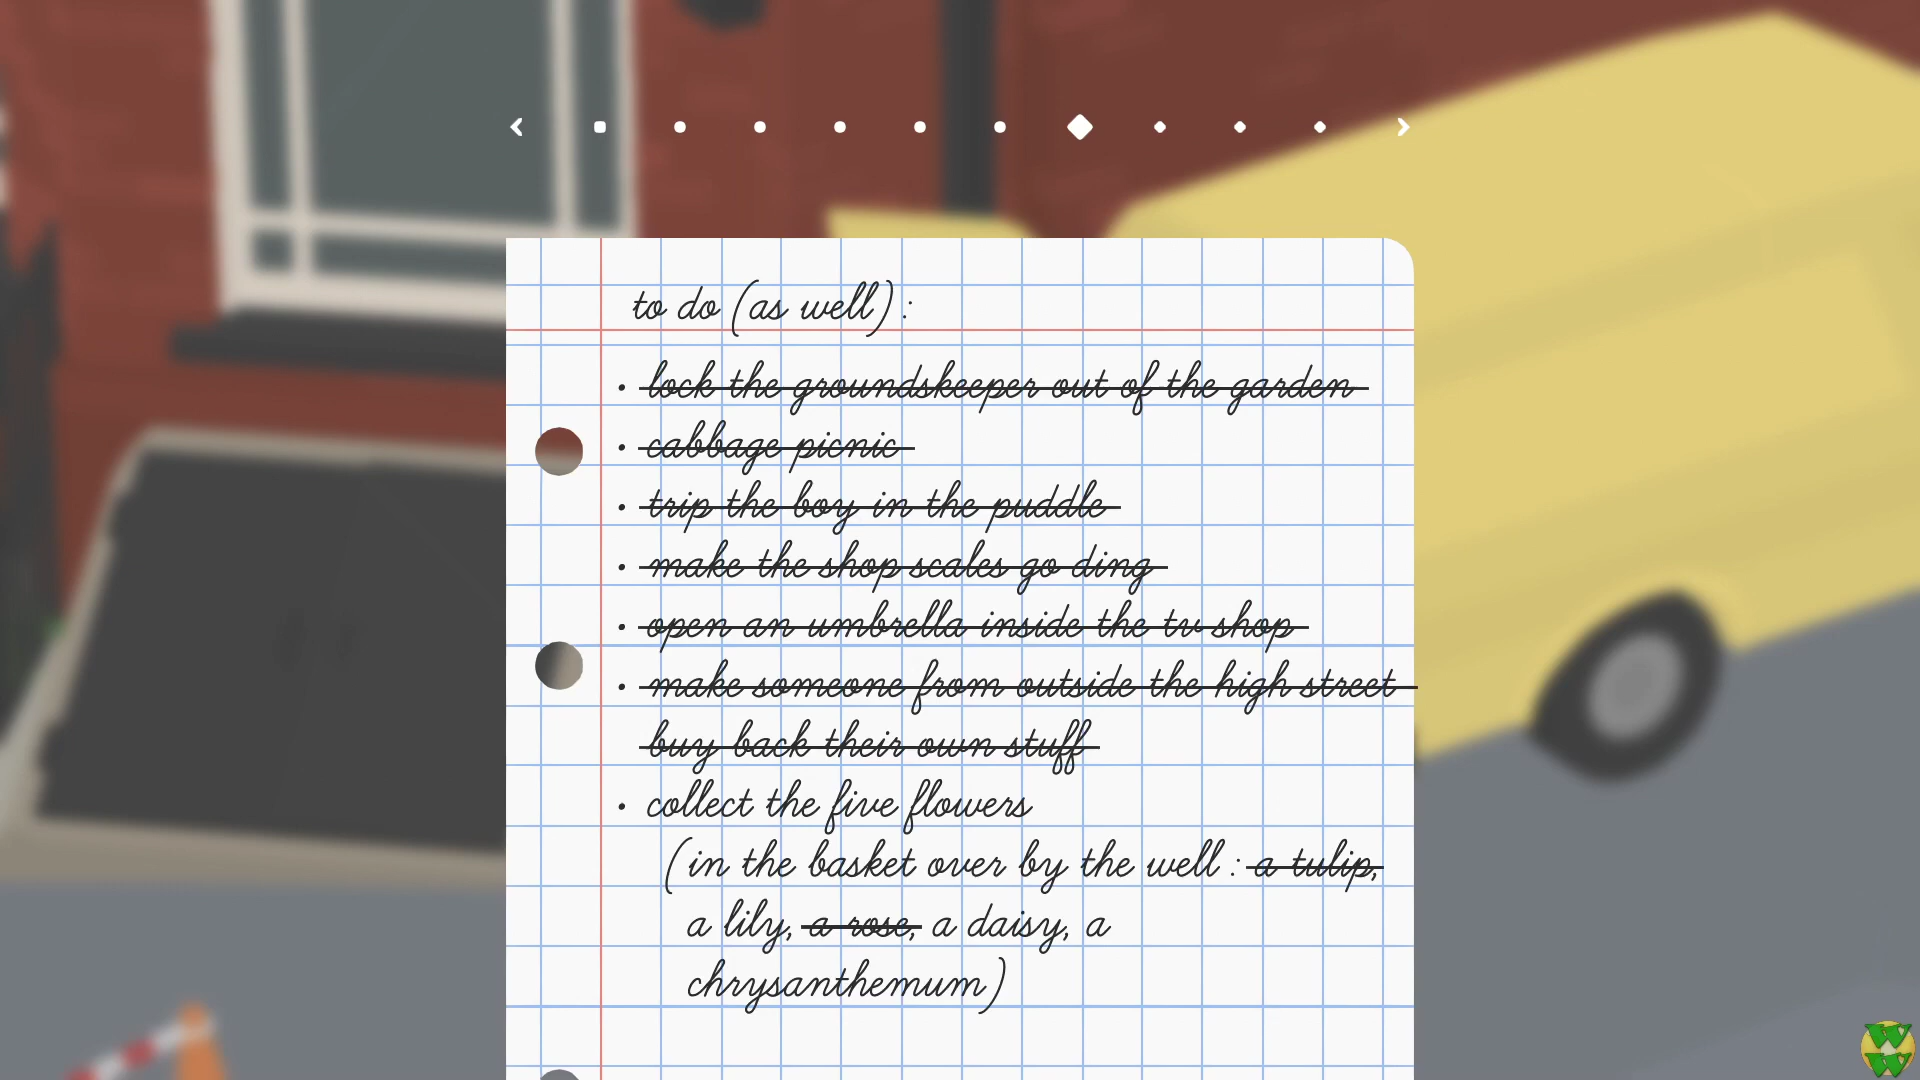 to do (as well) :
• lock the groundskeeper out of the garden
• cabbage picnic
• trip the boy in the puddle
• make the shop scales go ding
• open an umbrella inside the tv shop
• make someone from outside the high street
buy back their own stuff
• collect the five flowers
(in the basket over by the well : a tulip,
a lily, a rose, a daisy, a
chrysanthemum)
W
W